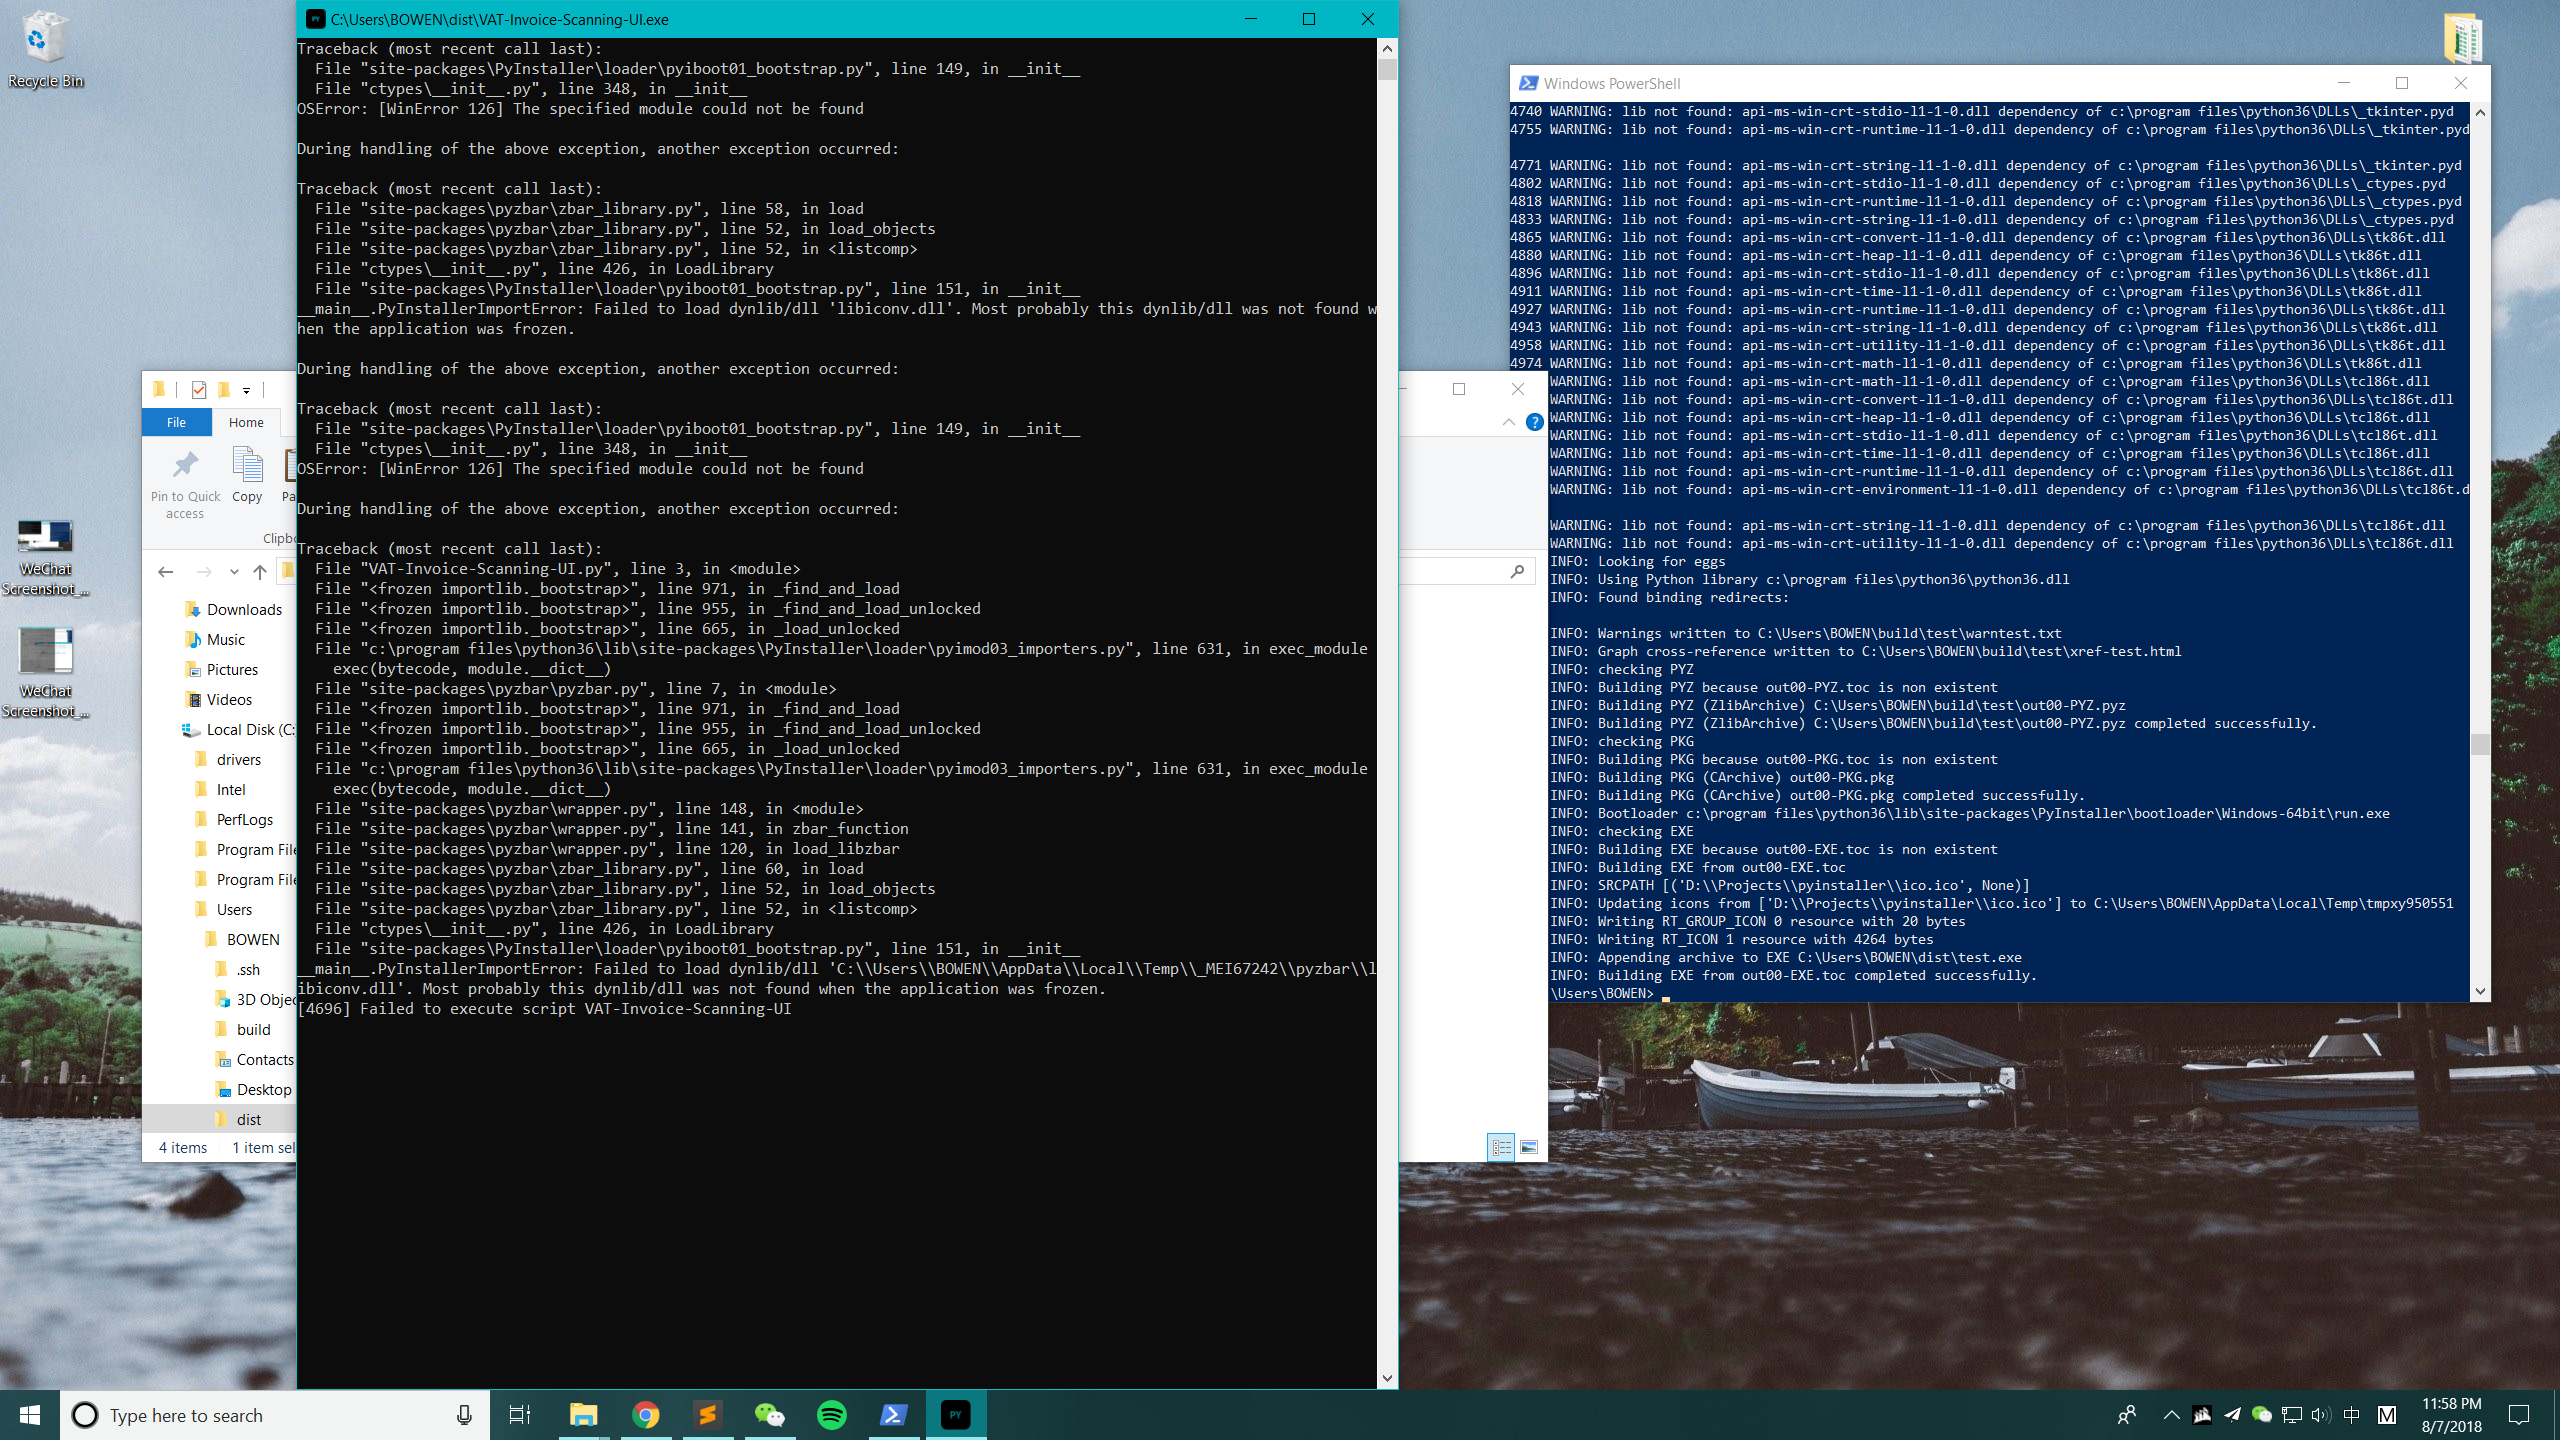 Recycle Bin
WeChat
Screenshot_...
WeChat
Screenshot_...
C:\Users\BOWEN\dist\VAT-Invoice-Scanning-UI.exe
Traceback (most recent call last):
  File "site-packages\PyInstaller\loader\pyiboot01_bootstrap.py", line 149, in __init__
  File "ctypes\__init__.py", line 348, in __init__
OSError: [WinError 126] The specified module could not be found
During handling of the above exception, another exception occurred:
Traceback (most recent call last):
  File "site-packages\pyzbar\zbar_library.py", line 58, in load
  File "site-packages\pyzbar\zbar_library.py", line 52, in load_objects
  File "site-packages\pyzbar\zbar_library.py", line 52, in <listcomp>
  File "ctypes\__init__.py", line 426, in LoadLibrary
  File "site-packages\PyInstaller\loader\pyiboot01_bootstrap.py", line 151, in __init__
__main__.PyInstallerImportError: Failed to load dynlib/dll 'libiconv.dll'. Most probably this dynlib/dll was not found w
hen the application was frozen.
During handling of the above exception, another exception occurred:
Traceback (most recent call last):
  File "site-packages\PyInstaller\loader\pyiboot01_bootstrap.py", line 149, in __init__
  File "ctypes\__init__.py", line 348, in __init__
OSError: [WinError 126] The specified module could not be found
During handling of the above exception, another exception occurred:
Traceback (most recent call last):
  File "VAT-Invoice-Scanning-UI.py", line 3, in <module>
  File "<frozen importlib._bootstrap>", line 971, in _find_and_load
  File "<frozen importlib._bootstrap>", line 955, in _find_and_load_unlocked
  File "<frozen importlib._bootstrap>", line 665, in _load_unlocked
  File "c:\program files\python36\lib\site-packages\PyInstaller\loader\pyimod03_importers.py", line 631, in exec_module
    exec(bytecode, module.__dict__)
  File "site-packages\pyzbar\pyzbar.py", line 7, in <module>
  File "<frozen importlib._bootstrap>", line 971, in _find_and_load
  File "<frozen importlib._bootstrap>", line 955, in _find_and_load_unlocked
  File "<frozen importlib._bootstrap>", line 665, in _load_unlocked
  File "c:\program files\python36\lib\site-packages\PyInstaller\loader\pyimod03_importers.py", line 631, in exec_module
    exec(bytecode, module.__dict__)
  File "site-packages\pyzbar\wrapper.py", line 148, in <module>
  File "site-packages\pyzbar\wrapper.py", line 141, in zbar_function
  File "site-packages\pyzbar\wrapper.py", line 120, in load_libzbar
  File "site-packages\pyzbar\zbar_library.py", line 60, in load
  File "site-packages\pyzbar\zbar_library.py", line 52, in load_objects
  File "site-packages\pyzbar\zbar_library.py", line 52, in <listcomp>
  File "ctypes\__init__.py", line 426, in LoadLibrary
  File "site-packages\PyInstaller\loader\pyiboot01_bootstrap.py", line 151, in __init__
__main__.PyInstallerImportError: Failed to load dynlib/dll 'C:\\Users\\BOWEN\\AppData\\Local\\Temp\\_MEI67242\\pyzbar\\l
ibiconv.dll'. Most probably this dynlib/dll was not found when the application was frozen.
[4696] Failed to execute script VAT-Invoice-Scanning-UI
File Home
Pin to Quick
access
Copy
Pa
Clipb
Downloads
Music
Pictures
Videos
Local Disk (C:
drivers
Intel
PerfLogs
Program File
Program File
Users
BOWEN
.ssh
3D Objec
build
Contacts
Desktop
dist
4 items 1 item sel
Windows PowerShell
4740 WARNING: lib not found: api-ms-win-crt-stdio-l1-1-0.dll dependency of c:\program files\python36\DLLs\_tkinter.pyd
4755 WARNING: lib not found: api-ms-win-crt-runtime-l1-1-0.dll dependency of c:\program files\python36\DLLs\_tkinter.pyd
4771 WARNING: lib not found: api-ms-win-crt-string-l1-1-0.dll dependency of c:\program files\python36\DLLs\_tkinter.pyd
4802 WARNING: lib not found: api-ms-win-crt-stdio-l1-1-0.dll dependency of c:\program files\python36\DLLs\_ctypes.pyd
4818 WARNING: lib not found: api-ms-win-crt-runtime-l1-1-0.dll dependency of c:\program files\python36\DLLs\_ctypes.pyd
4833 WARNING: lib not found: api-ms-win-crt-string-l1-1-0.dll dependency of c:\program files\python36\DLLs\_ctypes.pyd
4865 WARNING: lib not found: api-ms-win-crt-convert-l1-1-0.dll dependency of c:\program files\python36\DLLs\tk86t.dll
4880 WARNING: lib not found: api-ms-win-crt-heap-l1-1-0.dll dependency of c:\program files\python36\DLLs\tk86t.dll
4896 WARNING: lib not found: api-ms-win-crt-stdio-l1-1-0.dll dependency of c:\program files\python36\DLLs\tk86t.dll
4911 WARNING: lib not found: api-ms-win-crt-time-l1-1-0.dll dependency of c:\program files\python36\DLLs\tk86t.dll
4927 WARNING: lib not found: api-ms-win-crt-runtime-l1-1-0.dll dependency of c:\program files\python36\DLLs\tk86t.dll
4943 WARNING: lib not found: api-ms-win-crt-string-l1-1-0.dll dependency of c:\program files\python36\DLLs\tk86t.dll
4958 WARNING: lib not found: api-ms-win-crt-utility-l1-1-0.dll dependency of c:\program files\python36\DLLs\tk86t.dll
4974 WARNING: lib not found: api-ms-win-crt-math-l1-1-0.dll dependency of c:\program files\python36\DLLs\tk86t.dll
WARNING: lib not found: api-ms-win-crt-math-l1-1-0.dll dependency of c:\program files\python36\DLLs\tcl86t.dll
WARNING: lib not found: api-ms-win-crt-convert-l1-1-0.dll dependency of c:\program files\python36\DLLs\tcl86t.dll
WARNING: lib not found: api-ms-win-crt-heap-l1-1-0.dll dependency of c:\program files\python36\DLLs\tcl86t.dll
WARNING: lib not found: api-ms-win-crt-stdio-l1-1-0.dll dependency of c:\program files\python36\DLLs\tcl86t.dll
WARNING: lib not found: api-ms-win-crt-time-l1-1-0.dll dependency of c:\program files\python36\DLLs\tcl86t.dll
WARNING: lib not found: api-ms-win-crt-runtime-l1-1-0.dll dependency of c:\program files\python36\DLLs\tcl86t.dll
WARNING: lib not found: api-ms-win-crt-environment-l1-1-0.dll dependency of c:\program files\python36\DLLs\tcl86t.d
WARNING: lib not found: api-ms-win-crt-string-l1-1-0.dll dependency of c:\program files\python36\DLLs\tcl86t.dll
WARNING: lib not found: api-ms-win-crt-utility-l1-1-0.dll dependency of c:\program files\python36\DLLs\tcl86t.dll
INFO: Looking for eggs
INFO: Using Python library c:\program files\python36\python36.dll
INFO: Found binding redirects:
INFO: Warnings written to C:\Users\BOWEN\build\test\warntest.txt
INFO: Graph cross-reference written to C:\Users\BOWEN\build\test\xref-test.html
INFO: checking PYZ
INFO: Building PYZ because out00-PYZ.toc is non existent
INFO: Building PYZ (ZlibArchive) C:\Users\BOWEN\build\test\out00-PYZ.pyz
INFO: Building PYZ (ZlibArchive) C:\Users\BOWEN\build\test\out00-PYZ.pyz completed successfully.
INFO: checking PKG
INFO: Building PKG because out00-PKG.toc is non existent
INFO: Building PKG (CArchive) out00-PKG.pkg
INFO: Building PKG (CArchive) out00-PKG.pkg completed successfully.
INFO: Bootloader c:\program files\python36\lib\site-packages\PyInstaller\bootloader\Windows-64bit\run.exe
INFO: checking EXE
INFO: Building EXE because out00-EXE.toc is non existent
INFO: Building EXE from out00-EXE.toc
INFO: SRCPATH [('D:\\Projects\\pyinstaller\\ico.ico', None)]
INFO: Updating icons from ['D:\\Projects\\pyinstaller\\ico.ico'] to C:\Users\BOWEN\AppData\Local\Temp\tmpxy950551
INFO: Writing RT_GROUP_ICON 0 resource with 20 bytes
INFO: Writing RT_ICON 1 resource with 4264 bytes
INFO: Appending archive to EXE C:\Users\BOWEN\dist\test.exe
INFO: Building EXE from out00-EXE.toc completed successfully.
\Users\BOWEN>
Type here to search
PY
中
M
11:58 PM
8/7/2018